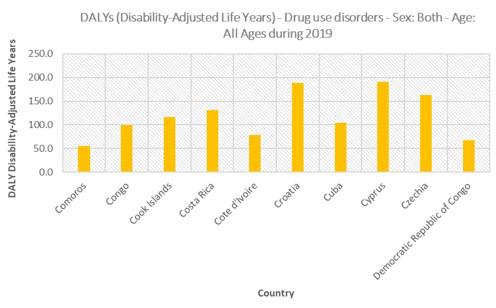 DALYs (Disability-Adjusted Life Years) - Drug use disorders - Sex: Both - Age:
All Ages during 2019
DALY Disability-Adjusted Life Years
250.0
200.0
150.0
100.0
50.0
0.0
Comoros
Congo
Cook Islands
Costa Rica
Cote d'Ivoire
Croatia
Cuba
Cyprus
Czechia
Democratic Republic of Congo
Country